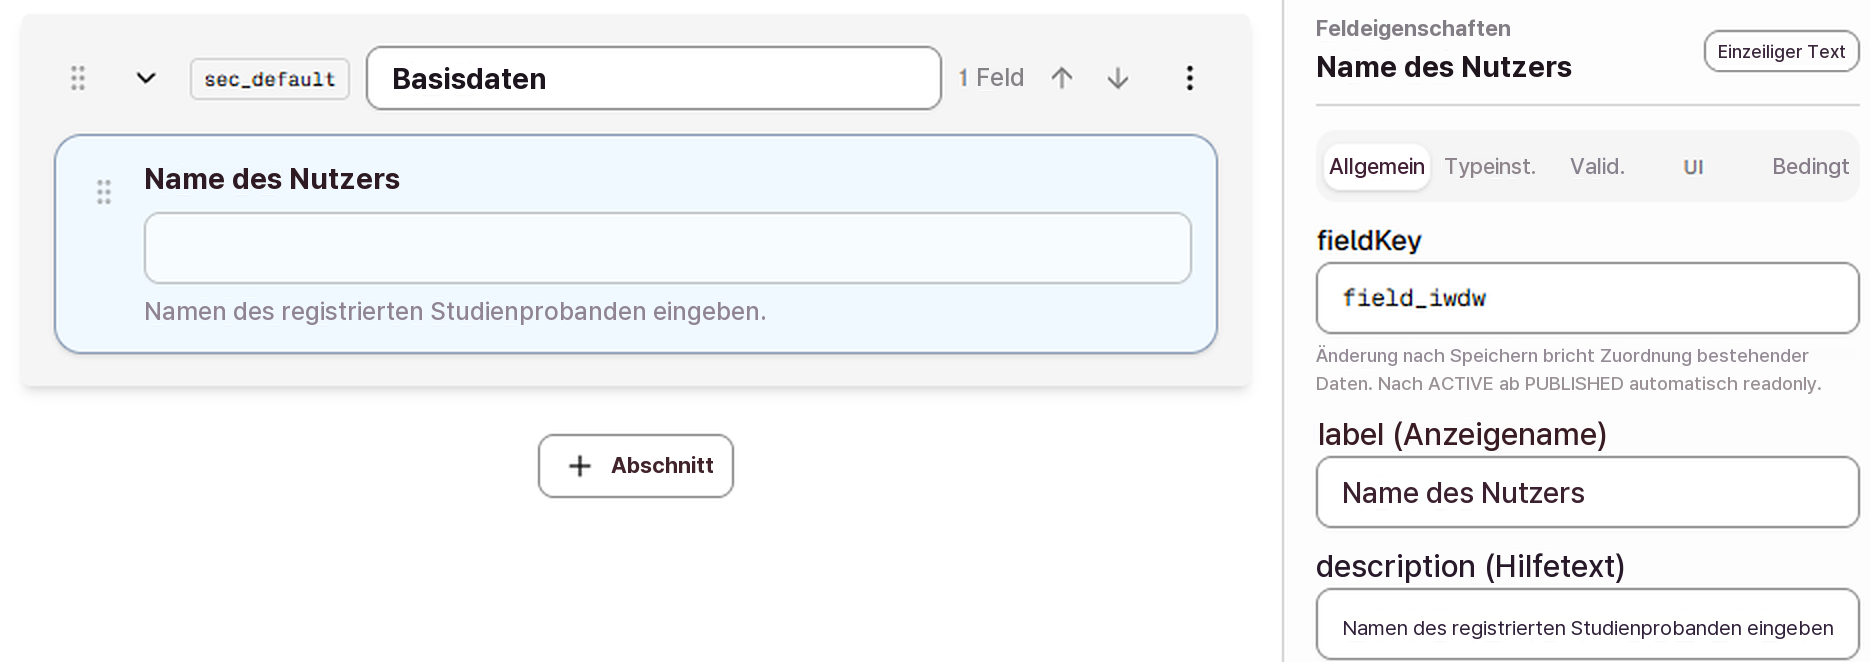 sec_default
Basisdaten
1 Feld
Name des Nutzers
Namen des registrierten Studienprobanden eingeben.
Abschnitt
Feldeigenschaften
Name des Nutzers
Einzeiliger Text
Allgemein Typeinst. Valid. UI Bedingt
fieldKey
field_iwdw
Änderung nach Speichern bricht Zuordnung bestehender
Daten. Nach ACTIVE ab PUBLISHED automatisch readonly.
label (Anzeigename)
Name des Nutzers
description (Hilfetext)
Namen des registrierten Studienprobanden eingeben